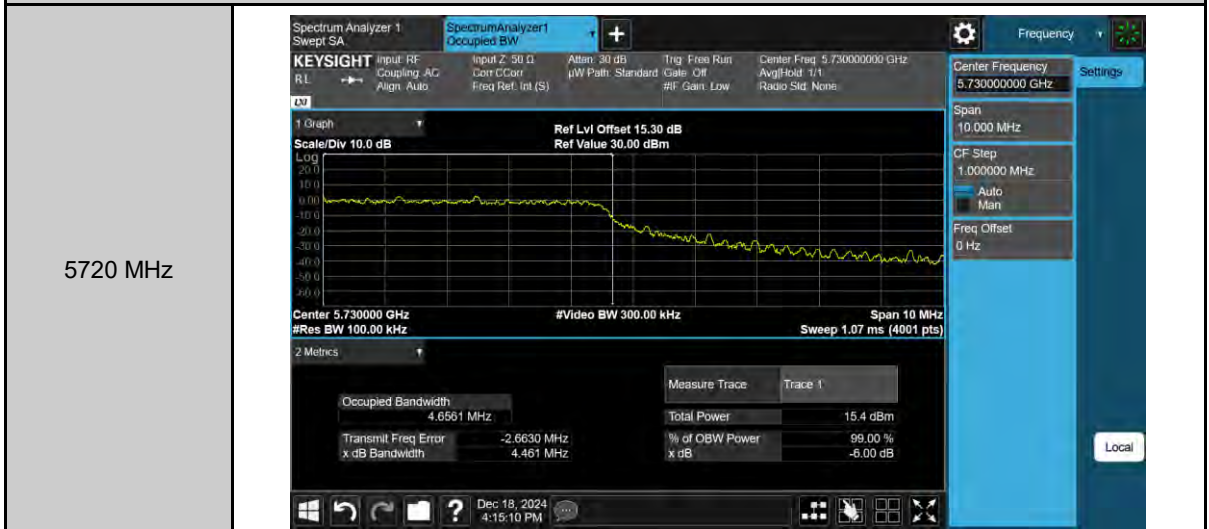 5720 MHz
Spectrum Analyzer 1
Swept SA
SpectrumAnalyzer1
Occupied BW
+
Frequency
KEYSIGHT
RL
LXI
Input: RF
Coupling: AC
Align: Auto
Input Z: 50 Ω
Corr CCorr
Freq Ref: Int (S)
Atten: 30 dB
µW Path: Standard
Trig: Free Run
Gate: Off
#IF Gain: Low
Center Freq: 5.730000000 GHz
Avg|Hold: 1/1
Radio Std: None
Center Frequency
5.730000000 GHz
Settings
Span
10.000 MHz
CF Step
1.000000 MHz
Auto
Man
Freq Offset
0 Hz
Local
1 Graph
Scale/Div 10.0 dB
Ref Lvl Offset 15.30 dB
Ref Value 30.00 dBm
Log
20.0
10.0
0.00
-10.0
-20.0
-30.0
-40.0
-50.0
-60.0
Center 5.730000 GHz
#Res BW 100.00 kHz
#Video BW 300.00 kHz
Span 10 MHz
Sweep 1.07 ms (4001 pts)
2 Metrics
Measure Trace Trace 1
Occupied Bandwidth
4.6561 MHz
Total Power 15.4 dBm
Transmit Freq Error -2.6630 MHz
% of OBW Power 99.00 %
x dB Bandwidth 4.461 MHz
x dB -6.00 dB
?
Dec 18, 2024
4:15:10 PM